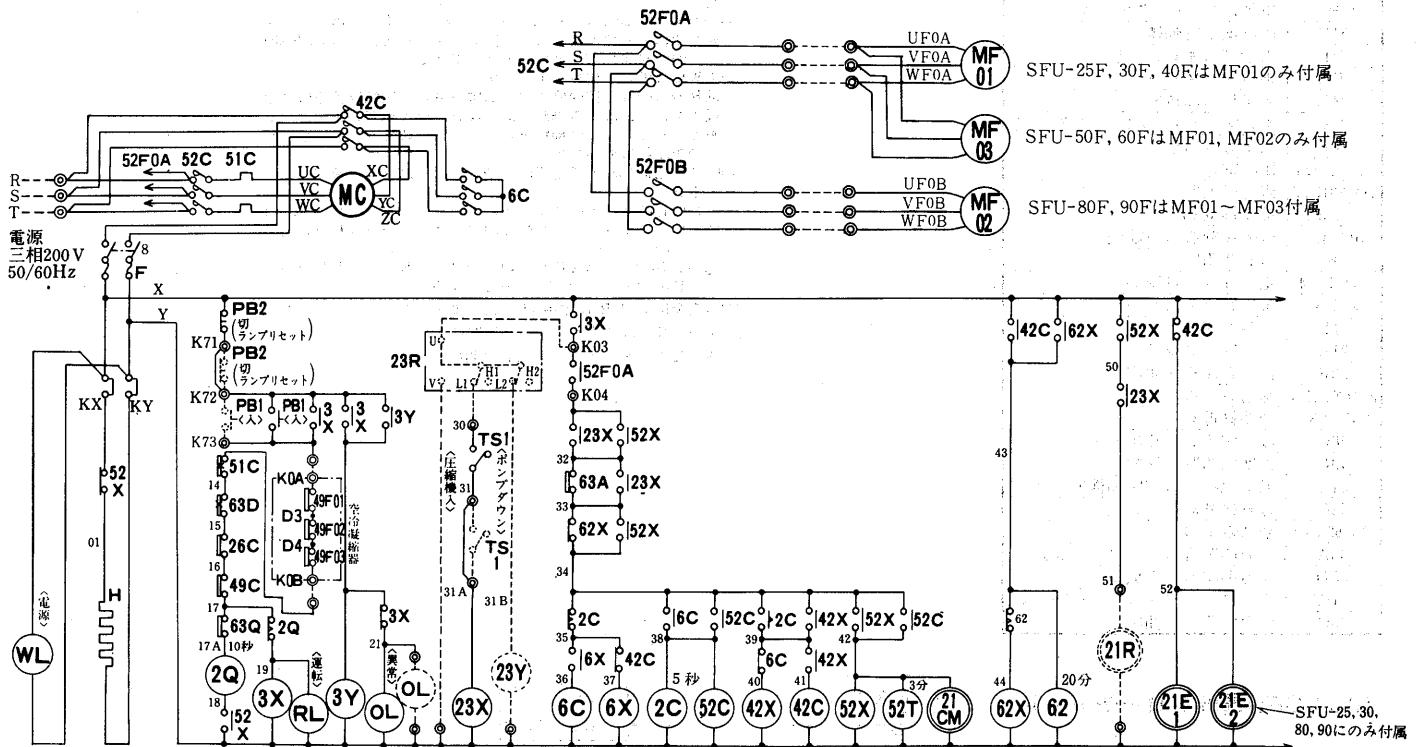 52F0A
R
S
T
52C
UF0A
VF0A
WF0A
MF
01
SFU-25F, 30F, 40FはMF01のみ付属
MF
03
SFU-50F, 60FはMF01, MF02のみ付属
52F0B
UF0B
VF0B
WF0B
MF
02
SFU-80F, 90FはMF01～MF03付属
42C
52F0A 52C 51C
R
S
T
UC
VC
WC
MC
XC
YC
ZC
6C
電源
三相200V
50/60Hz
8
F
X
Y
PB2
(切
ランプリセット)
K71
PB2
(切
ランプリセット)
K72
PB1
〈入〉
PB1
〈入〉
3
X
3
X
3Y
K73
KX
KY
52
X
01
H
〈電源〉
WL
51C
14
63D
15
26C
16
49C
17
63Q
17A 10秒
2Q
18
52
X
K0A
49F01
D3
49F02
D4
49F03
K0B
空冷凝縮器
2Q
19
3X
〈運転〉
RL
3Y
3X
21
〈異常〉
OL
OL
23R
U
V
L1
H1
L2
H2
30
TS1
31
TS
1
31A
31B
〈圧縮機入〉
〈ポンプダウン〉
23X
23Y
3X
K03
52F0A
K04
23X
52X
32
63A
23X
33
62X
52X
34
2C
35
6X
42C
36
37
6C
6X
6C
52C
38
5秒
2C
52C
2C
42X
39
6C
42X
40
41
42X
42C
52X
52C
42
3分
52X
52T
21
CM
42C
62X
43
62
44
20分
62X
62
52X
50
23X
51
21R
42C
52
21E
1
21E
2
SFU-25, 30,
80, 90にのみ付属